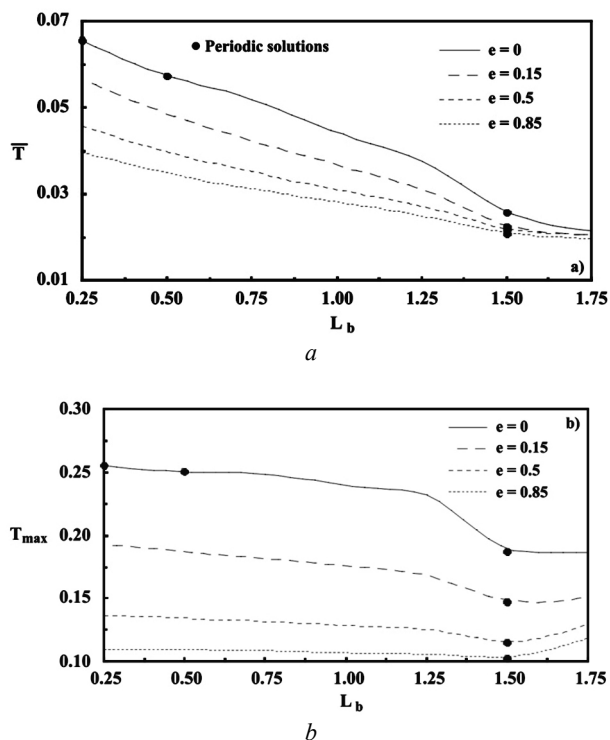 0.07
● Periodic solutions
e = 0
e = 0.15
e = 0.5
e = 0.85
0.05
T̅
0.03
0.01
a)
0.25 0.50 0.75 1.00 1.25 1.50 1.75
L b
a
0.30
b)
e = 0
e = 0.15
e = 0.5
e = 0.85
0.25
T max
0.20
0.15
0.10
0.25 0.50 0.75 1.00 1.25 1.50 1.75
L b
b